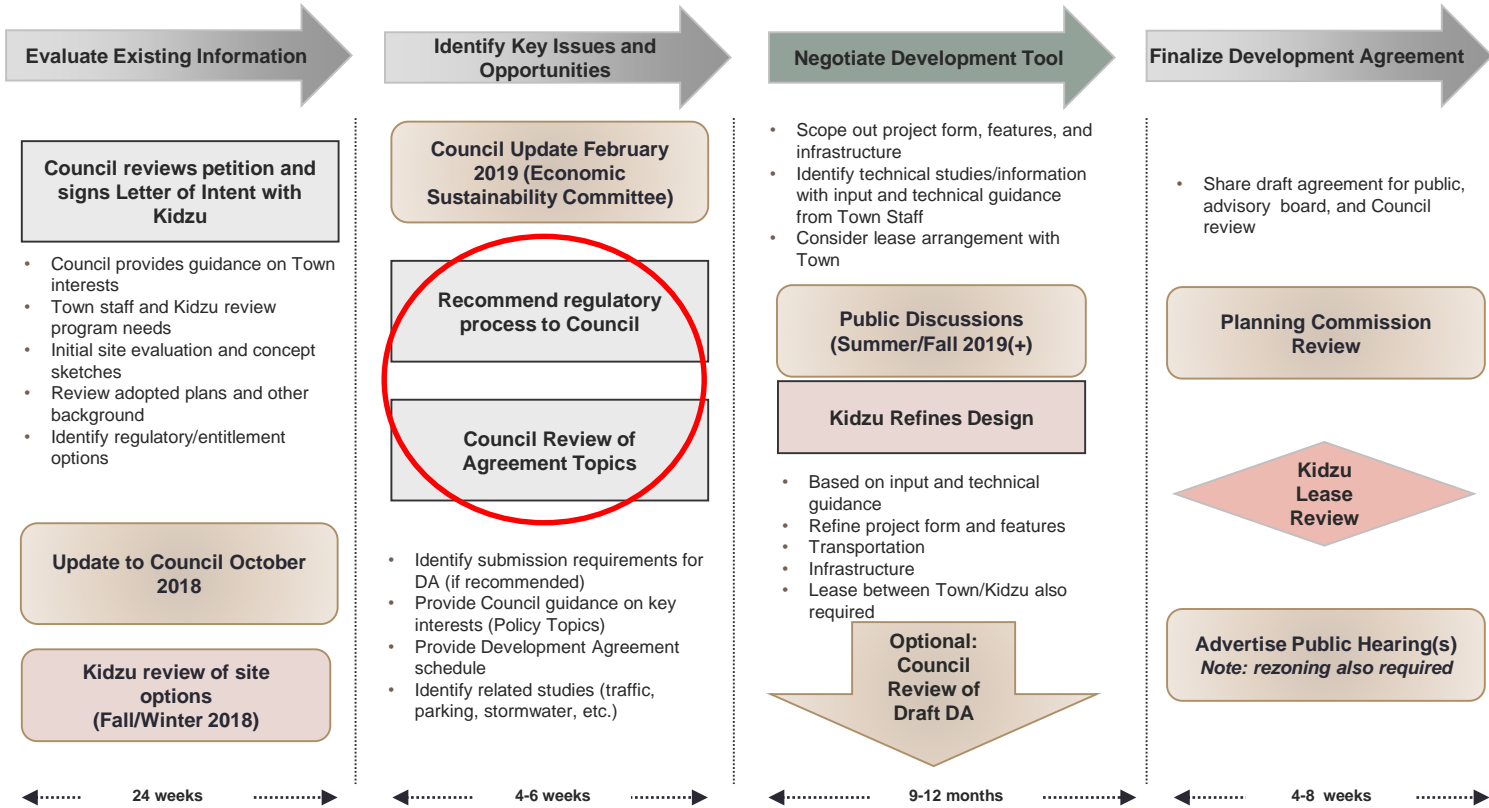 Evaluate Existing Information
Council reviews petition and
signs Letter of Intent with
Kidzu
• Council provides guidance on Town
interests
• Town staff and Kidzu review
program needs
• Initial site evaluation and concept
sketches
• Review adopted plans and other
background
• Identify regulatory/entitlement
options
Update to Council October
2018
Kidzu review of site
options
(Fall/Winter 2018)
24 weeks
Identify Key Issues and
Opportunities
Council Update February
2019 (Economic
Sustainability Committee)
Recommend regulatory
process to Council
Council Review of
Agreement Topics
• Identify submission requirements for
DA (if recommended)
• Provide Council guidance on key
interests (Policy Topics)
• Provide Development Agreement
schedule
• Identify related studies (traffic,
parking, stormwater, etc.)
4-6 weeks
Negotiate Development Tool
• Scope out project form, features, and
infrastructure
• Identify technical studies/information
with input and technical guidance
from Town Staff
• Consider lease arrangement with
Town
Public Discussions
(Summer/Fall 2019(+)
Kidzu Refines Design
• Based on input and technical
guidance
• Refine project form and features
• Transportation
• Infrastructure
• Lease between Town/Kidzu also
required
Optional:
Council
Review of
Draft DA
9-12 months
Finalize Development Agreement
• Share draft agreement for public,
advisory board, and Council
review
Planning Commission
Review
Kidzu
Lease
Review
Advertise Public Hearing(s)
Note: rezoning also required
4-8 weeks